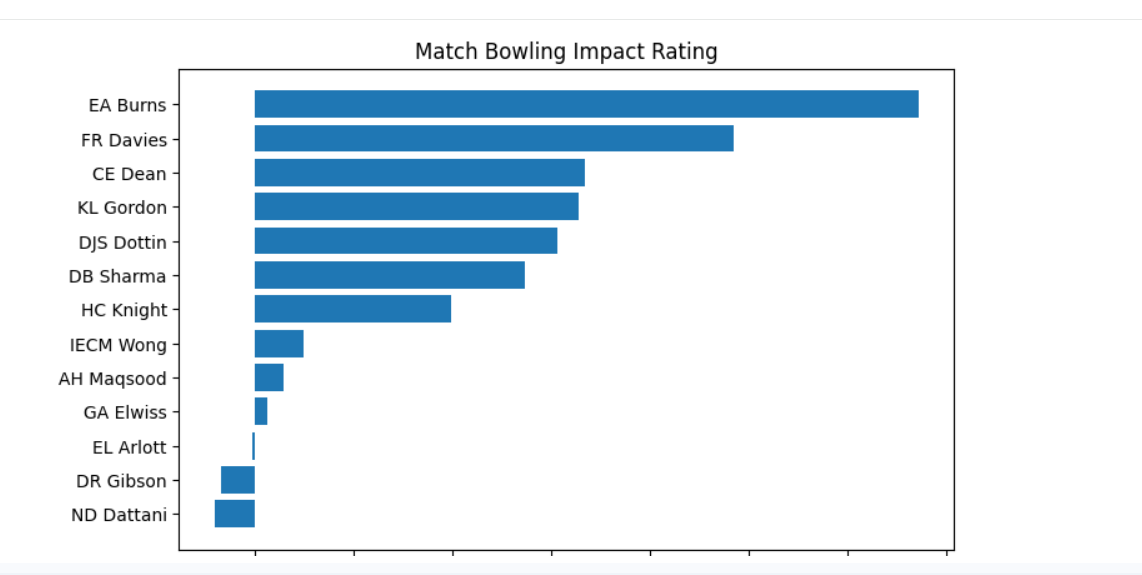 Match Bowling Impact Rating
EA Burns
FR Davies
CE Dean
KL Gordon
DJS Dottin
DB Sharma
HC Knight
IECM Wong
AH Maqsood
GA Elwiss
EL Arlott
DR Gibson
ND Dattani